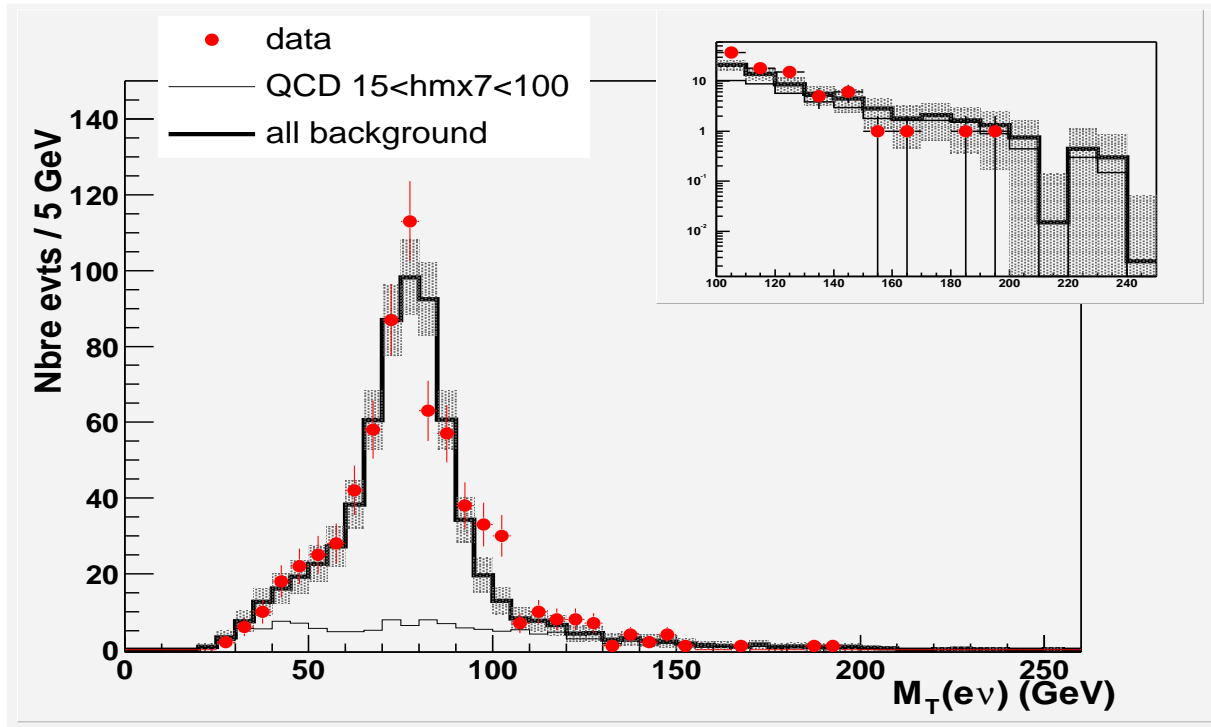 data
QCD 15<hmx7<100
all background
Nbre evts / 5 GeV
140
120
100
80
60
40
20
0
0 50 100 150 200 250
M_T(eν) (GeV)
10
1
10⁻¹
10⁻²
100 120 140 160 180 200 220 240